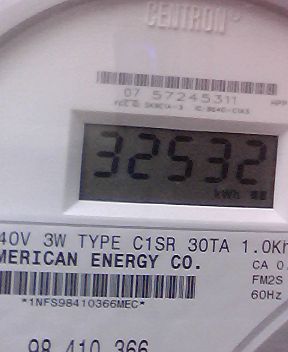 CENTRON®
07 57245311
32532
kWh
40V 3W TYPE C1SR 30TA 1.0Kh
MERICAN ENERGY CO.
CA 0.
FM2S
60Hz
*1NFS98410366MEC*
98 410 366